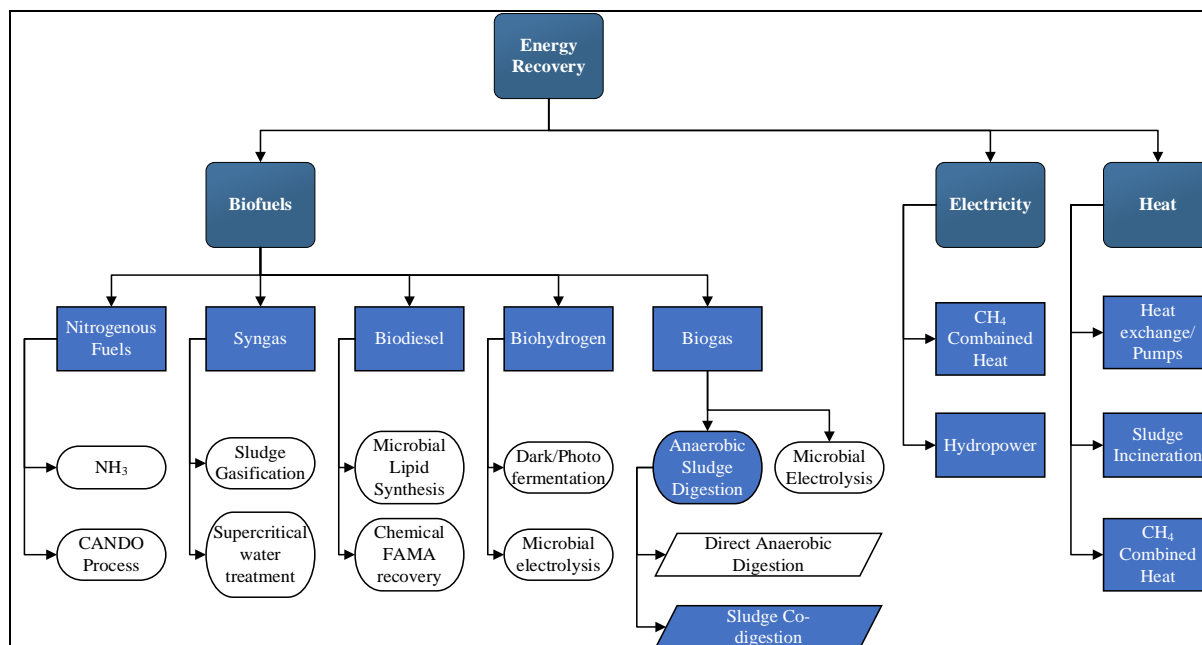 Energy
Recovery
Biofuels
Electricity
Heat
Nitrogenous
Fuels
Syngas
Biodiesel
Biohydrogen
Biogas
CH₄
Combained
Heat
Heat
exchange/
Pumps
NH₃
Sludge
Gasification
Microbial
Lipid
Synthesis
Dark/Photo
fermentation
Anaerobic
Sludge
Digestion
Microbial
Electrolysis
Hydropower
Sludge
Incineration
CANDO
Process
Supercritical
water
treatment
Chemical
FAMA
recovery
Microbial
electrolysis
Direct Anaerobic
Digestion
CH₄
Combained
Heat
Sludge Co-
digestion